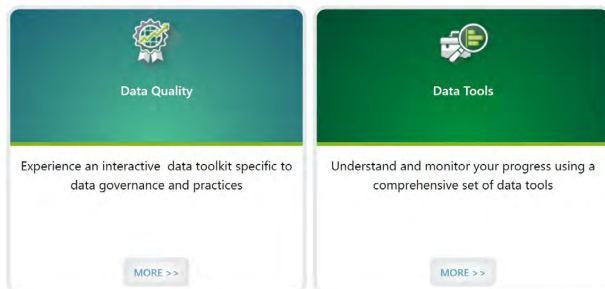 Data Quality
Experience an interactive data toolkit specific to
data governance and practices
MORE >>
Data Tools
Understand and monitor your progress using a
comprehensive set of data tools
MORE >>